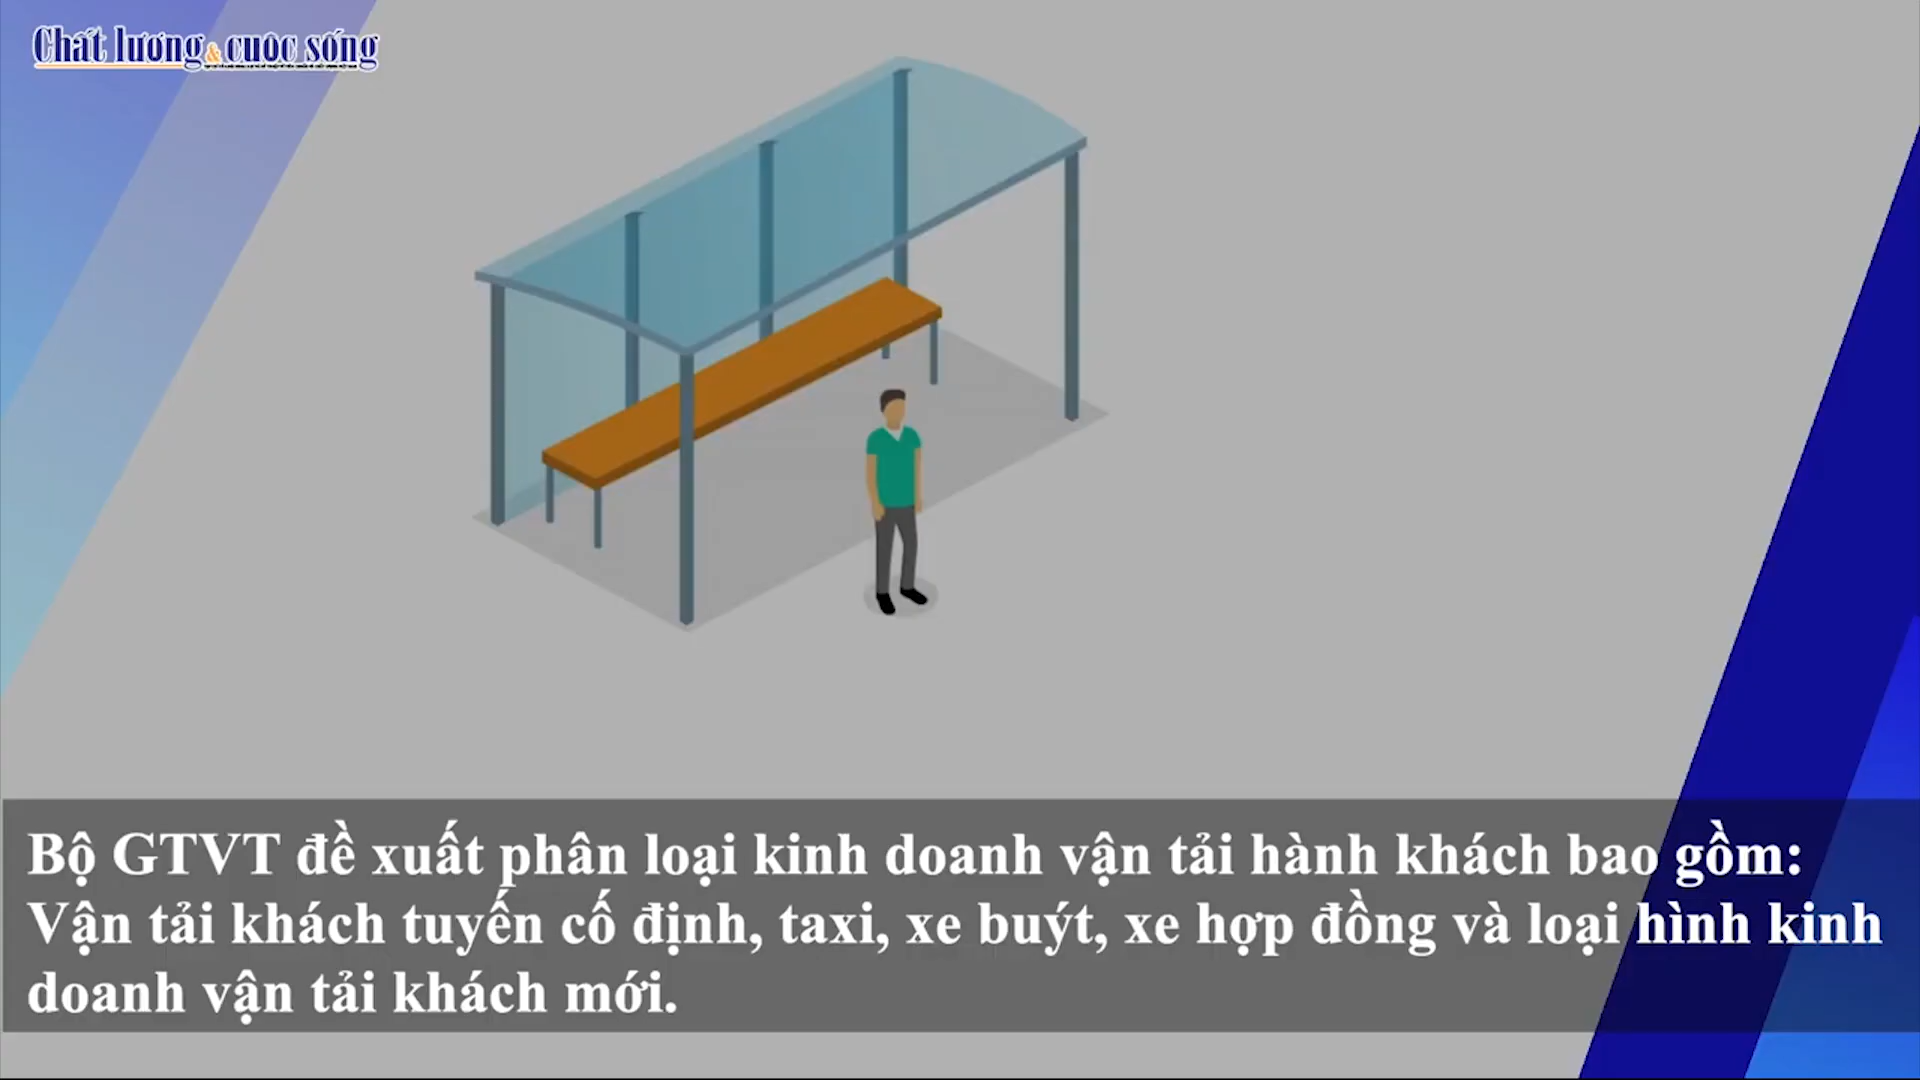 Chất lượng & cuộc sống
Bộ GTVT đề xuất phân loại kinh doanh vận tải hành khách bao gồm:
Vận tải khách tuyến cố định, taxi, xe buýt, xe hợp đồng và loại hình kinh
doanh vận tải khách mới.